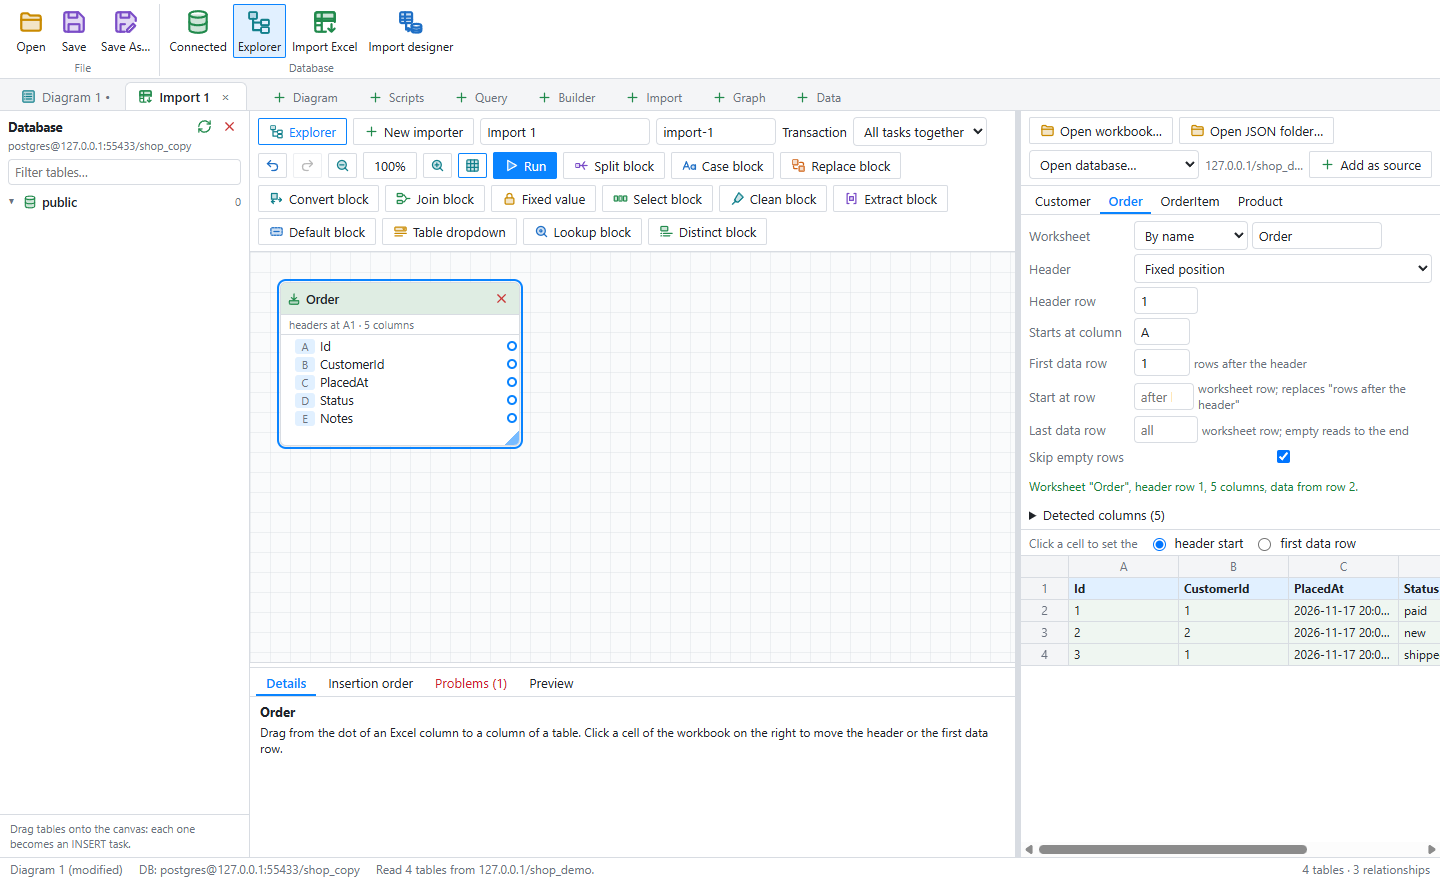 Open
Save
Save As...
Connected
Explorer
Import Excel
Import designer
File
Database
Diagram 1 •
Import 1 ×
+ Diagram
+ Scripts
+ Query
+ Builder
+ Import
+ Graph
+ Data
Database
postgres@127.0.0.1:55433/shop_copy
Filter tables...
public 0
Drag tables onto the canvas: each one
becomes an INSERT task.
Explorer
+ New importer
Import 1
import-1
Transaction
All tasks together
100%
Run
Split block
Aa Case block
Replace block
Convert block
Join block
Fixed value
Select block
Clean block
Extract block
Default block
Table dropdown
Lookup block
Distinct block
Order
headers at A1 · 5 columns
A Id
B CustomerId
C PlacedAt
D Status
E Notes
Details
Insertion order
Problems (1)
Preview
Order
Drag from the dot of an Excel column to a column of a table. Click a cell of the workbook on the right to move the header or the first data
row.
Open workbook...
Open JSON folder...
Open database...
127.0.0.1/shop_d...
+ Add as source
Customer
Order
OrderItem
Product
Worksheet By name Order
Header Fixed position
Header row 1
Starts at column A
First data row 1 rows after the header
Start at row after worksheet row; replaces "rows after the
header"
Last data row all worksheet row; empty reads to the end
Skip empty rows
Worksheet "Order", header row 1, 5 columns, data from row 2.
Detected columns (5)
Click a cell to set the header start first data row
A B C
1 Id CustomerId PlacedAt Status
2 1 1 2026-11-17 20:0... paid
3 2 2 2026-11-17 20:0... new
4 3 1 2026-11-17 20:0... shippe
Diagram 1 (modified)
DB: postgres@127.0.0.1:55433/shop_copy
Read 4 tables from 127.0.0.1/shop_demo.
4 tables · 3 relationships